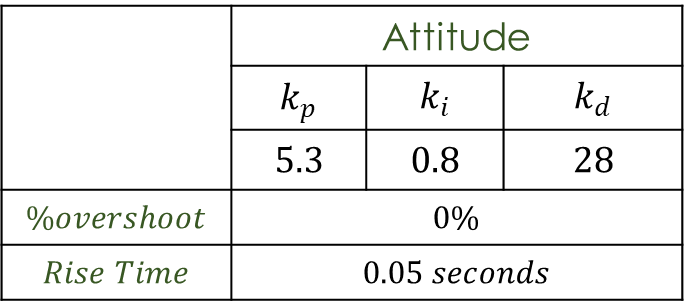 Attitude
k_p k_i k_d
5.3 0.8 28
%overshoot 0%
Rise Time 0.05 seconds